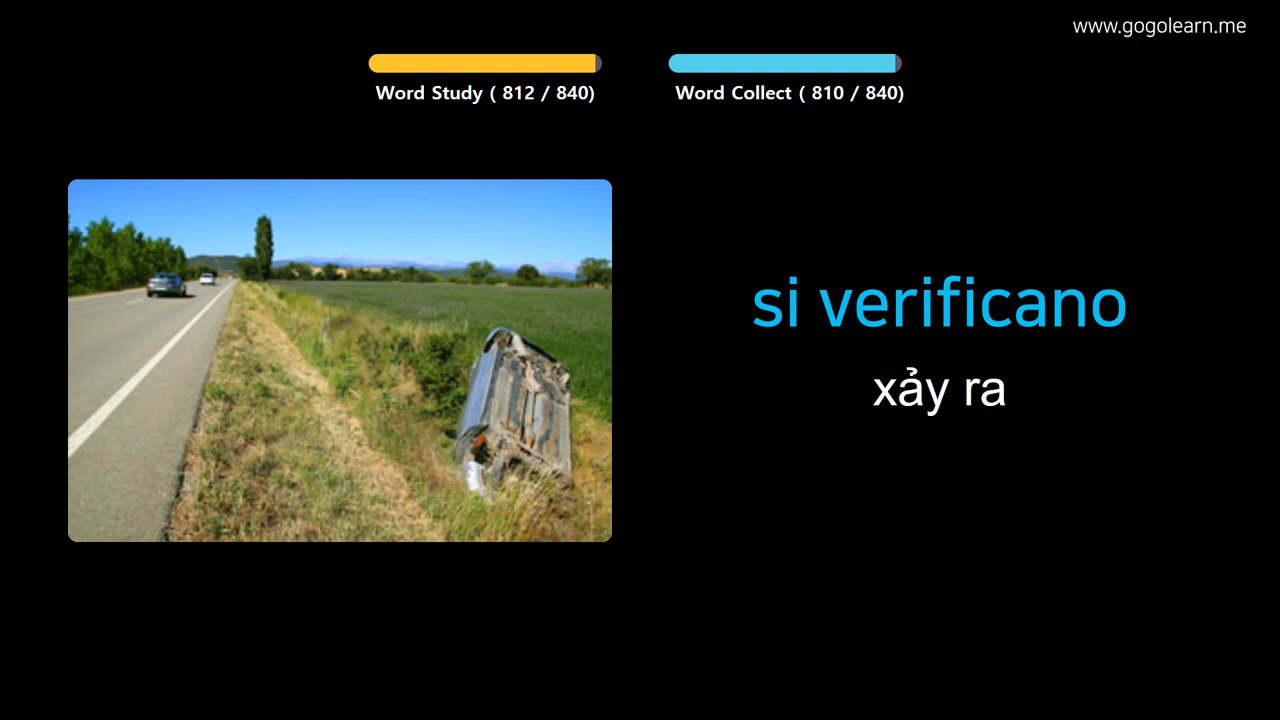 www.gogolearn.me
Word Study ( 812 / 840)
Word Collect ( 810 / 840)
si verificano
xảy ra